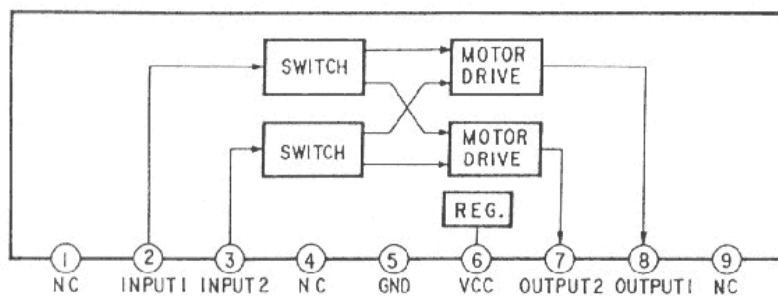 SWITCH
MOTOR
DRIVE
SWITCH
MOTOR
DRIVE
REG.
1 2 3 4 5 6 7 8 9
NC INPUT1 INPUT2 NC GND VCC OUTPUT2 OUTPUT1 NC